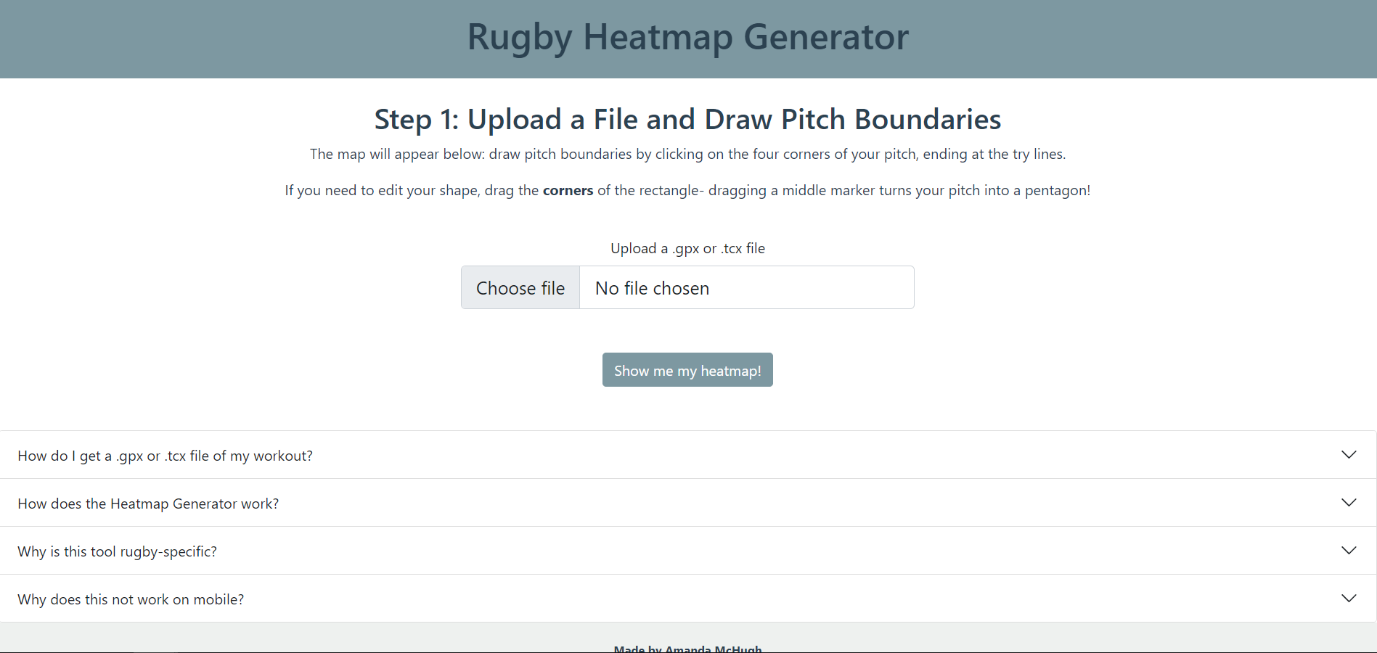 Rugby Heatmap Generator
Step 1: Upload a File and Draw Pitch Boundaries
The map will appear below: draw pitch boundaries by clicking on the four corners of your pitch, ending at the try lines.
If you need to edit your shape, drag the corners of the rectangle- dragging a middle marker turns your pitch into a pentagon!
Upload a .gpx or .tcx file
Choose file No file chosen
Show me my heatmap!
How do I get a .gpx or .tcx file of my workout?
How does the Heatmap Generator work?
Why is this tool rugby-specific?
Why does this not work on mobile?
Made by Amanda McHugh